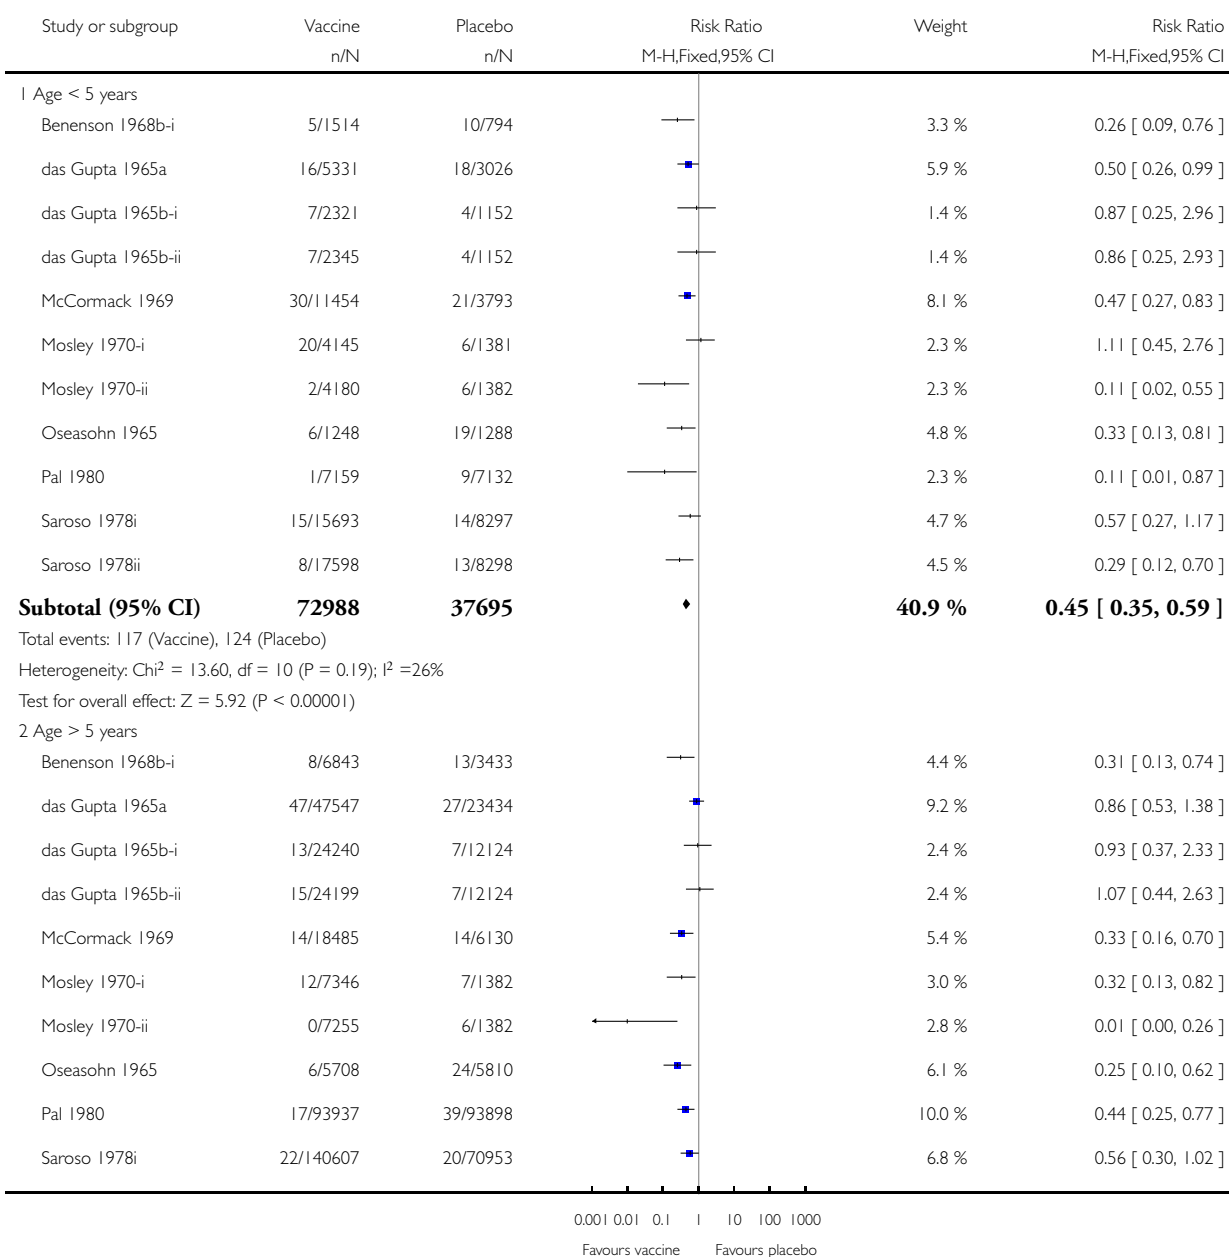 Study or subgroup Vaccine Placebo Risk Ratio Weight Risk Ratio
n/N n/N M-H,Fixed,95% CI M-H,Fixed,95% CI
1 Age < 5 years
Benenson 1968b-i 5/1514 10/794 3.3 % 0.26 [ 0.09, 0.76 ]
das Gupta 1965a 16/5331 18/3026 5.9 % 0.50 [ 0.26, 0.99 ]
das Gupta 1965b-i 7/2321 4/1152 1.4 % 0.87 [ 0.25, 2.96 ]
das Gupta 1965b-ii 7/2345 4/1152 1.4 % 0.86 [ 0.25, 2.93 ]
McCormack 1969 30/11454 21/3793 8.1 % 0.47 [ 0.27, 0.83 ]
Mosley 1970-i 20/4145 6/1381 2.3 % 1.11 [ 0.45, 2.76 ]
Mosley 1970-ii 2/4180 6/1382 2.3 % 0.11 [ 0.02, 0.55 ]
Oseasohn 1965 6/1248 19/1288 4.8 % 0.33 [ 0.13, 0.81 ]
Pal 1980 1/7159 9/7132 2.3 % 0.11 [ 0.01, 0.87 ]
Saroso 1978i 15/15693 14/8297 4.7 % 0.57 [ 0.27, 1.17 ]
Saroso 1978ii 8/17598 13/8298 4.5 % 0.29 [ 0.12, 0.70 ]
Subtotal (95% CI) 72988 37695 40.9 % 0.45 [ 0.35, 0.59 ]
Total events: 117 (Vaccine), 124 (Placebo)
Heterogeneity: Chi² = 13.60, df = 10 (P = 0.19); I² =26%
Test for overall effect: Z = 5.92 (P < 0.00001)
2 Age > 5 years
Benenson 1968b-i 8/6843 13/3433 4.4 % 0.31 [ 0.13, 0.74 ]
das Gupta 1965a 47/47547 27/23434 9.2 % 0.86 [ 0.53, 1.38 ]
das Gupta 1965b-i 13/24240 7/12124 2.4 % 0.93 [ 0.37, 2.33 ]
das Gupta 1965b-ii 15/24199 7/12124 2.4 % 1.07 [ 0.44, 2.63 ]
McCormack 1969 14/18485 14/6130 5.4 % 0.33 [ 0.16, 0.70 ]
Mosley 1970-i 12/7346 7/1382 3.0 % 0.32 [ 0.13, 0.82 ]
Mosley 1970-ii 0/7255 6/1382 2.8 % 0.01 [ 0.00, 0.26 ]
Oseasohn 1965 6/5708 24/5810 6.1 % 0.25 [ 0.10, 0.62 ]
Pal 1980 17/93937 39/93898 10.0 % 0.44 [ 0.25, 0.77 ]
Saroso 1978i 22/140607 20/70953 6.8 % 0.56 [ 0.30, 1.02 ]
0.001 0.01 0.1 1 10 100 1000
Favours vaccine Favours placebo